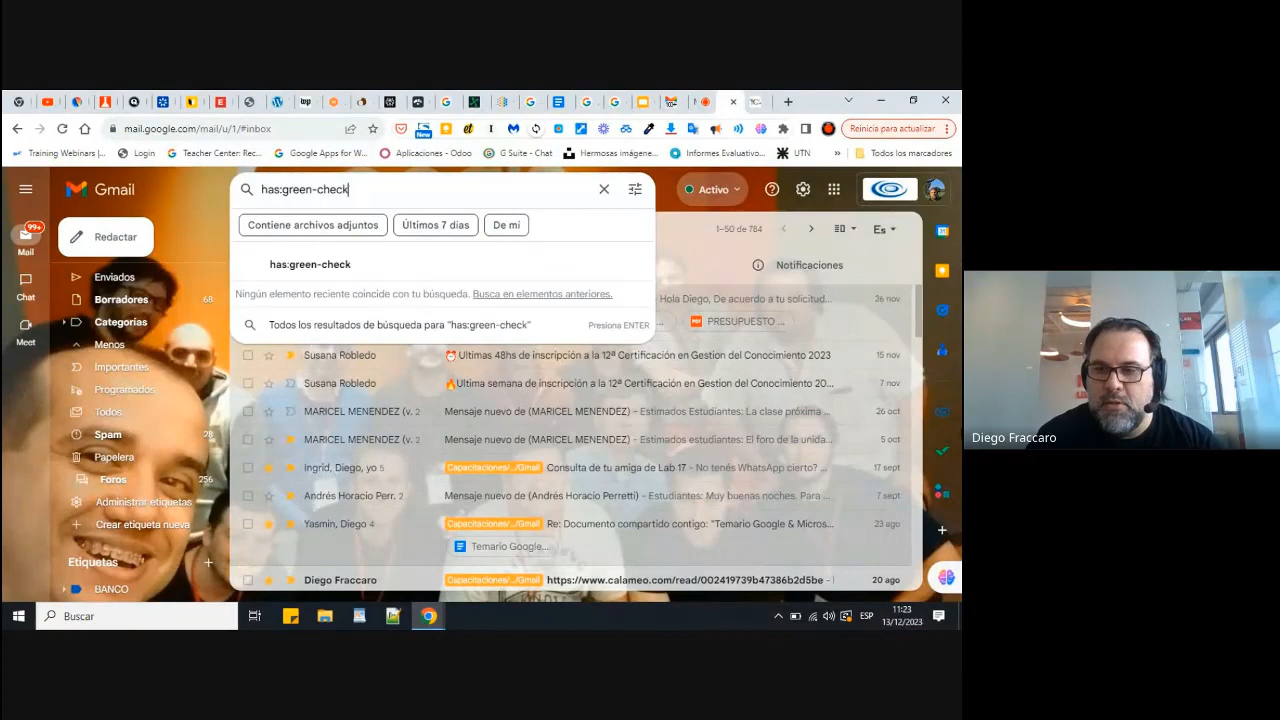 mail.google.com/mail/u/1/#inbox
New
Reinicia para actualizar
Training Webinars |...
Login
Teacher Center: Rec...
Google Apps for W...
Aplicaciones - Odoo
G Suite - Chat
Hermosas imágene...
Informes Evaluativo...
UTN
»
Todos los marcadores
Gmail
has:green-check
Activo
99+
Mail
Chat
Meet
Redactar
Contiene archivos adjuntos
Últimos 7 días
De mí
has:green-check
Ningún elemento reciente coincide con tu búsqueda. Busca en elementos anteriores.
Todos los resultados de búsqueda para "has:green-check"
Presiona ENTER
1–50 de 784
Es
Notificaciones
Enviados
Borradores 68
Categorías
Menos
Importantes
Programados
Todos
Spam 28
Papelera
Foros 256
Administrar etiquetas
Crear etiqueta nueva
Etiquetas
BANCO
Hola Diego, De acuerdo a tu solicitud... 26 nov
PRESUPUESTO ...
Susana Robledo ⏰Ultimas 48hs de inscripción a la 12ª Certificación en Gestion del Conocimiento 2023 15 nov
Susana Robledo 🔥Ultima semana de inscripción a la 12ª Certificación en Gestion del Conocimiento 20... 7 nov
MARICEL MENENDEZ (v. 2 Mensaje nuevo de (MARICEL MENENDEZ) - Estimados Estudiantes: La clase próxima ... 26 oct
MARICEL MENENDEZ (v. 2 Mensaje nuevo de (MARICEL MENENDEZ) - Estimados estudiantes: El foro de la unida... 5 oct
Ingrid, Diego, yo 5 Capacitaciones/.../Gmail Consulta de tu amiga de Lab 17 - No tenés WhatsApp cierto? ... 17 sept
Andrés Horacio Perr. 2 Mensaje nuevo de (Andrés Horacio Perretti) - Estudiantes: Muy buenas noches. Para ... 7 sept
Yasmin, Diego 4 Capacitaciones/.../Gmail Re: Documento compartido contigo: "Temario Google & Micros... 23 ago
Temario Google...
Diego Fraccaro Capacitaciones/.../Gmail https://www.calameo.com/read/002419739b47386b2d5be - 20 ago
Buscar
ESP
11:23
13/12/2023
Diego Fraccaro